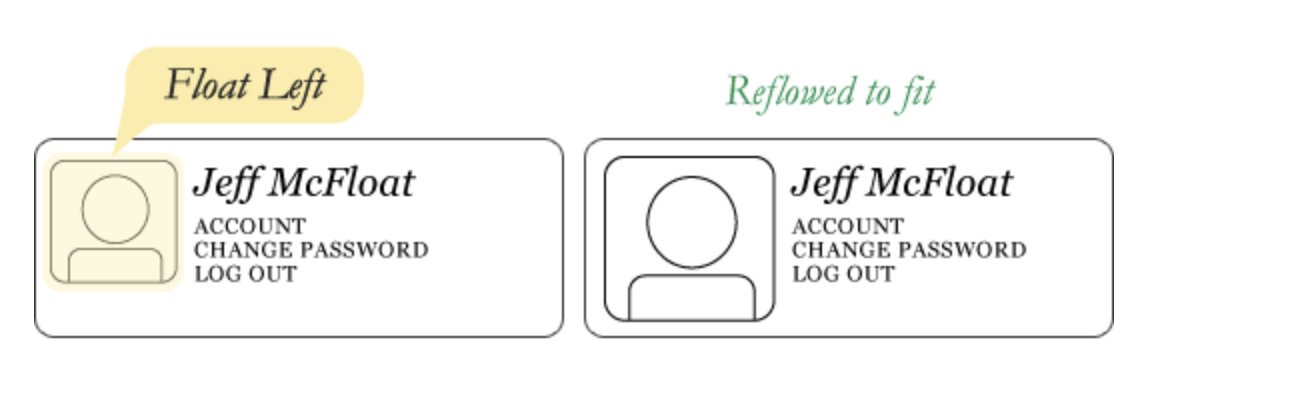 Float Left
Reflowed to fit
Jeff McFloat
ACCOUNT
CHANGE PASSWORD
LOG OUT
Jeff McFloat
ACCOUNT
CHANGE PASSWORD
LOG OUT